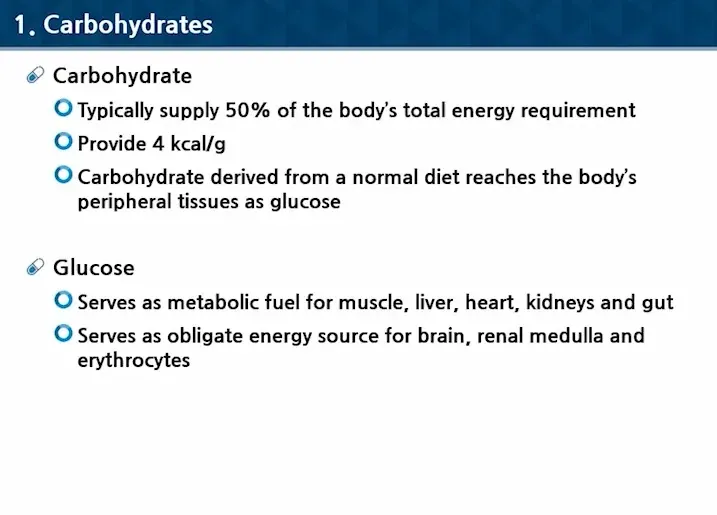 1. Carbohydrates
Carbohydrate
Typically supply 50% of the body's total energy requirement
Provide 4 kcal/g
Carbohydrate derived from a normal diet reaches the body's
peripheral tissues as glucose
Glucose
Serves as metabolic fuel for muscle, liver, heart, kidneys and gut
Serves as obligate energy source for brain, renal medulla and
erythrocytes